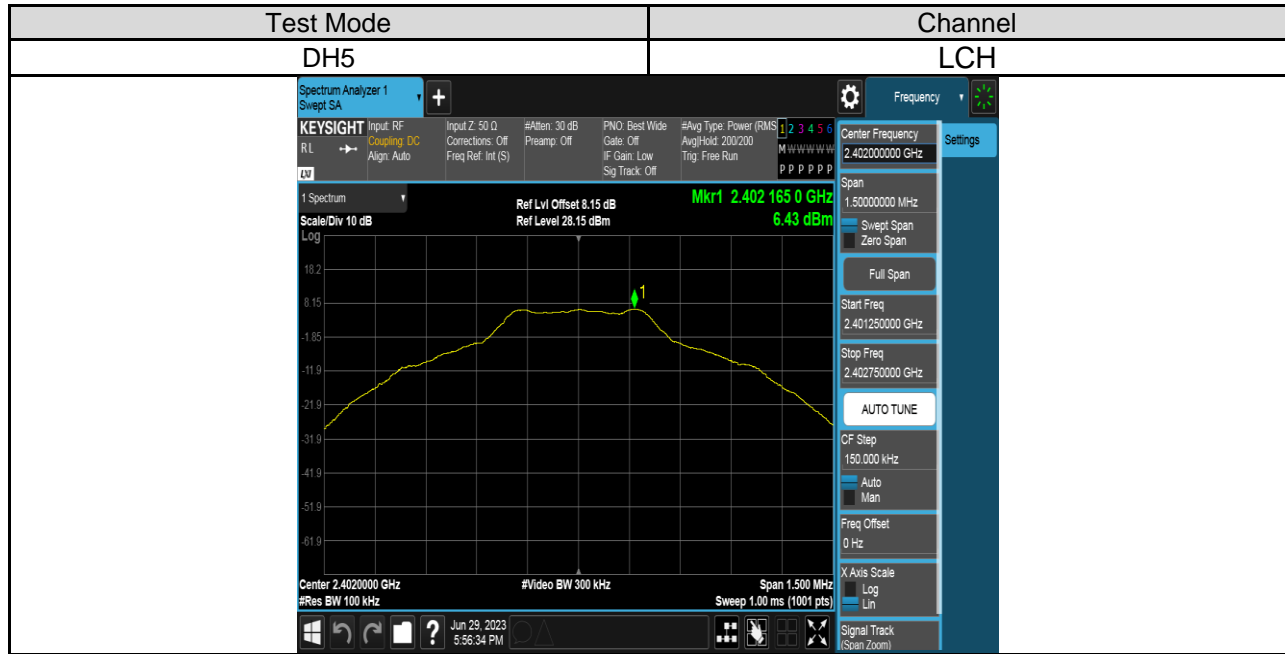 Test Mode Channel
DH5 LCH
Spectrum Analyzer 1
Swept SA
+
Frequency
KEYSIGHT Input: RF Input Z: 50 Ω #Atten: 30 dB PNO: Best Wide #Avg Type: Power (RMS 1 2 3 4 5 6
Coupling: DC Corrections: Off Preamp: Off Gate: Off Avg|Hold: 200/200 M W W W W W
RL Align: Auto Freq Ref: Int (S) IF Gain: Low Trig: Free Run
LXI Sig Track: Off P P P P P P
1 Spectrum
Ref Lvl Offset 8.15 dB
Mkr1 2.402 165 0 GHz
Scale/Div 10 dB
Ref Level 28.15 dBm
6.43 dBm
Log
18.2
8.15
-1.85
-11.9
-21.9
-31.9
-41.9
-51.9
-61.9
1
Center 2.4020000 GHz #Video BW 300 kHz Span 1.500 MHz
#Res BW 100 kHz Sweep 1.00 ms (1001 pts)
?
Jun 29, 2023
5:56:34 PM
Center Frequency
2.402000000 GHz
Settings
Span
1.50000000 MHz
Swept Span
Zero Span
Full Span
Start Freq
2.401250000 GHz
Stop Freq
2.402750000 GHz
AUTO TUNE
CF Step
150.000 kHz
Auto
Man
Freq Offset
0 Hz
X Axis Scale
Log
Lin
Signal Track
(Span Zoom)